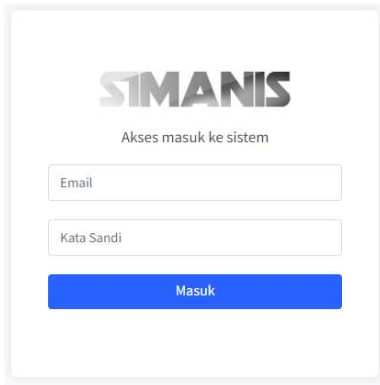 SIMANIS
Akses masuk ke sistem
Email
Kata Sandi
Masuk